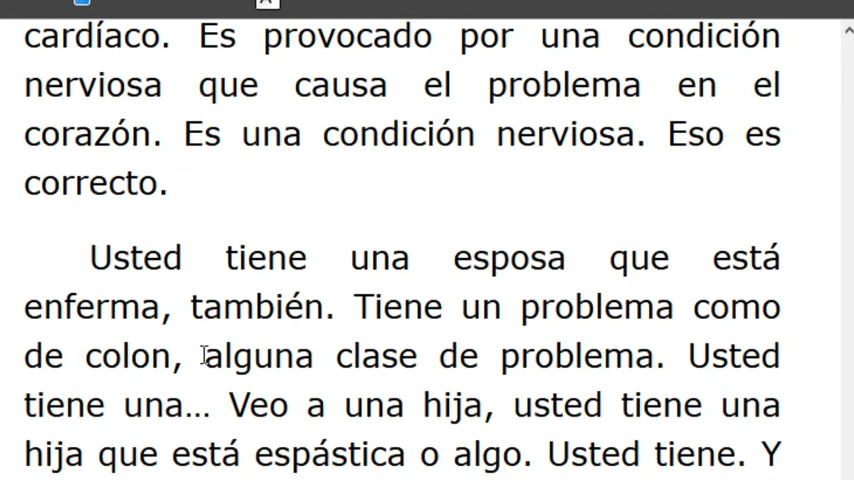 cardíaco. Es provocado por una condición
nerviosa que causa el problema en el
corazón. Es una condición nerviosa. Eso es
correcto.
Usted tiene una esposa que está
enferma, también. Tiene un problema como
de colon, alguna clase de problema. Usted
tiene una... Veo a una hija, usted tiene una
hija que está espástica o algo. Usted tiene. Y